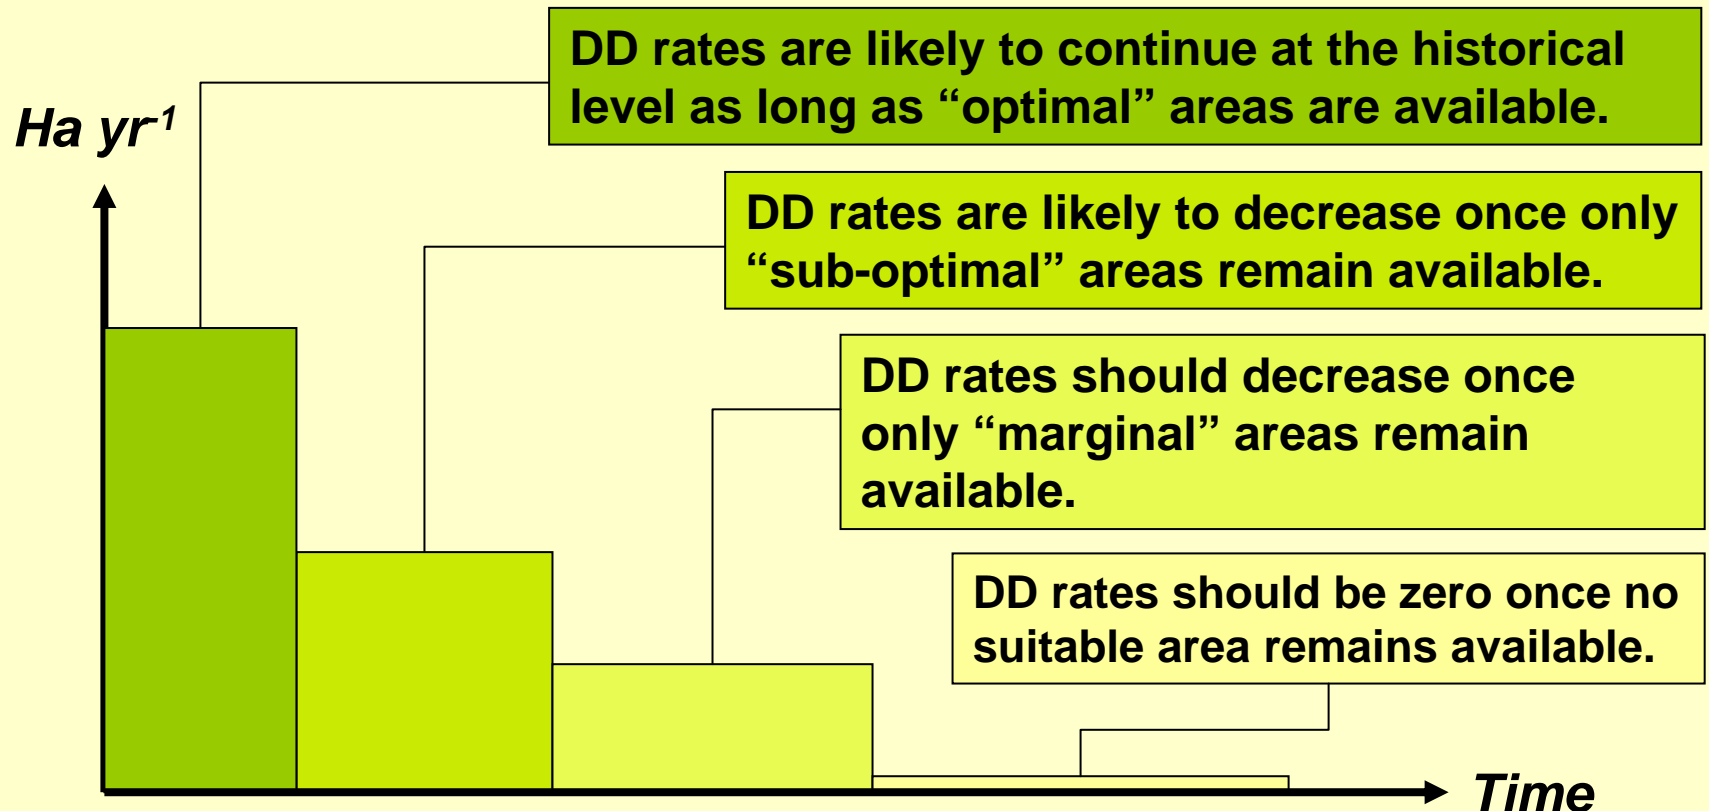 DD rates are likely to continue at the historical
level as long as “optimal” areas are available.
Ha yr-1
DD rates are likely to decrease once only
“sub-optimal” areas remain available.
DD rates should decrease once
only “marginal” areas remain
available.
DD rates should be zero once no
suitable area remains available.
Time